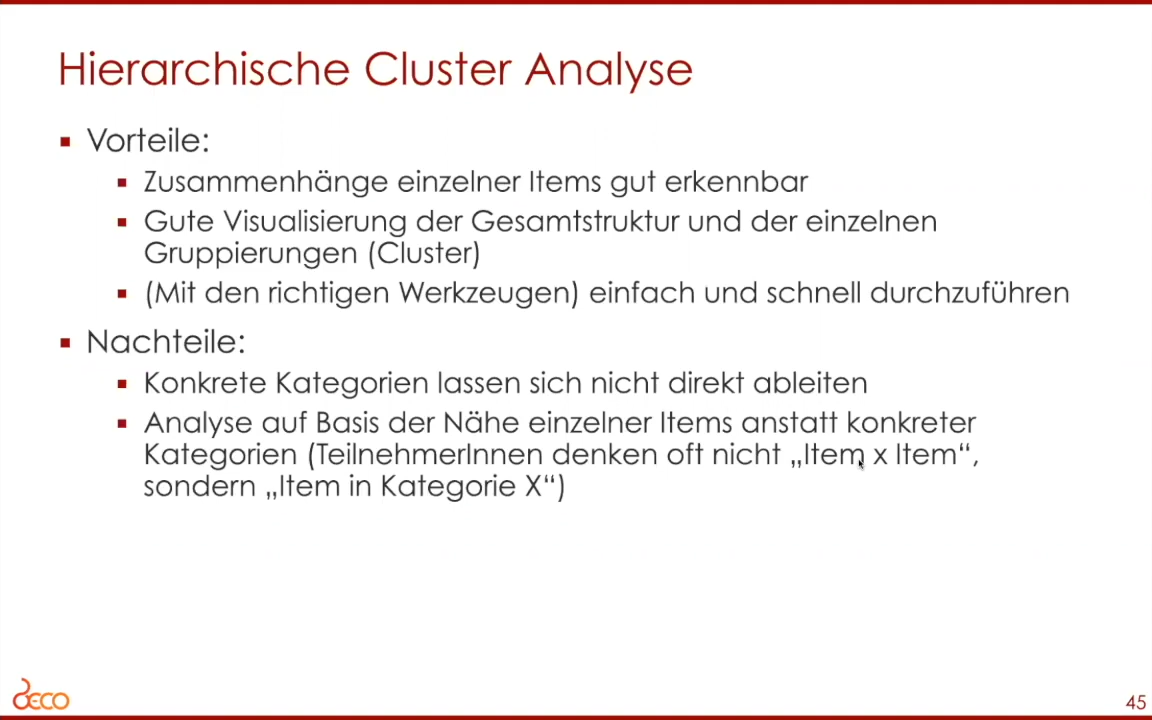 Hierarchische Cluster Analyse
Vorteile:
Zusammenhänge einzelner Items gut erkennbar
Gute Visualisierung der Gesamtstruktur und der einzelnen
Gruppierungen (Cluster)
(Mit den richtigen Werkzeugen) einfach und schnell durchzuführen
Nachteile:
Konkrete Kategorien lassen sich nicht direkt ableiten
Analyse auf Basis der Nähe einzelner Items anstatt konkreter
Kategorien (TeilnehmerInnen denken oft nicht „Item x Item“,
sondern „Item in Kategorie X“)
DECO
45